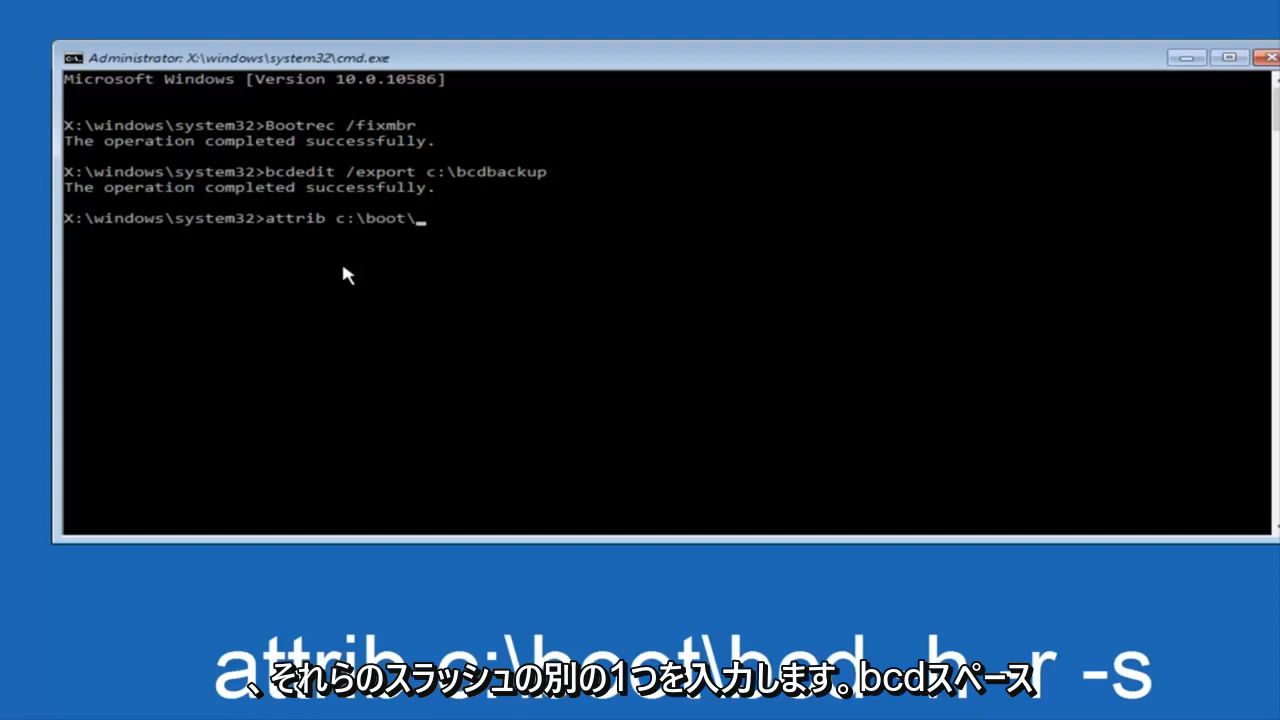 Administrator: X:\windows\system32\cmd.exe
Microsoft Windows [Version 10.0.10586]
X:\windows\system32>Bootrec /fixmbr
The operation completed successfully.
X:\windows\system32>bcdedit /export c:\bcdbackup
The operation completed successfully.
X:\windows\system32>attrib c:\boot\_
attrib c:\boot\bcd -h -r -s
、それらのスラッシュの別の1つを入力します。bcdスペース